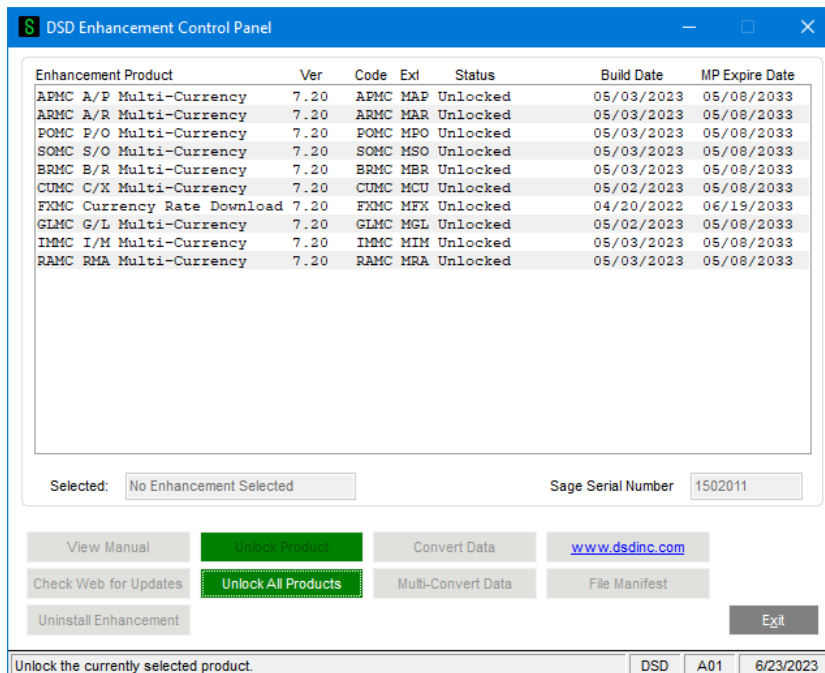 S DSD Enhancement Control Panel
Enhancement Product Ver Code Ext Status Build Date MP Expire Date
APMC A/P Multi-Currency 7.20 APMC MAP Unlocked 05/03/2023 05/08/2033
ARMC A/R Multi-Currency 7.20 ARMC MAR Unlocked 05/03/2023 05/08/2033
POMC P/O Multi-Currency 7.20 POMC MPO Unlocked 05/03/2023 05/08/2033
SOMC S/O Multi-Currency 7.20 SOMC MSO Unlocked 05/03/2023 05/08/2033
BRMC B/R Multi-Currency 7.20 BRMC MBR Unlocked 05/03/2023 05/08/2033
CUMC C/X Multi-Currency 7.20 CUMC MCU Unlocked 05/02/2023 05/08/2033
FXMC Currency Rate Download 7.20 FXMC MFX Unlocked 04/20/2022 06/19/2033
GLMC G/L Multi-Currency 7.20 GLMC MGL Unlocked 05/02/2023 05/08/2033
IMMC I/M Multi-Currency 7.20 IMMC MIM Unlocked 05/03/2023 05/08/2033
RAMC RMA Multi-Currency 7.20 RAMC MRA Unlocked 05/03/2023 05/08/2033
Selected: No Enhancement Selected Sage Serial Number 1502011
View Manual Unlock Product Convert Data www.dsdinc.com
Check Web for Updates Unlock All Products Multi-Convert Data File Manifest
Uninstall Enhancement Exit
Unlock the currently selected product. DSD A01 6/23/2023